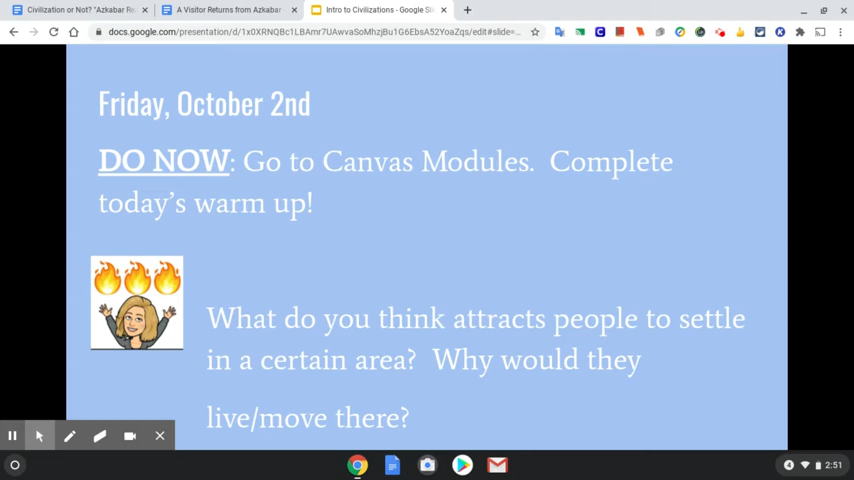 Civilization or Not? "Azkabar Re
A Visitor Returns from Azkabar
Intro to Civilizations - Google Sli
docs.google.com/presentation/d/1x0XRNQBc1LBAmr7UAwvaSoMhzjBu1G6EbsA52YoaZqs/edit#slide=...
Friday, October 2nd
DO NOW: Go to Canvas Modules.  Complete
today's warm up!
What do you think attracts people to settle
in a certain area?  Why would they
live/move there?
4 2:51